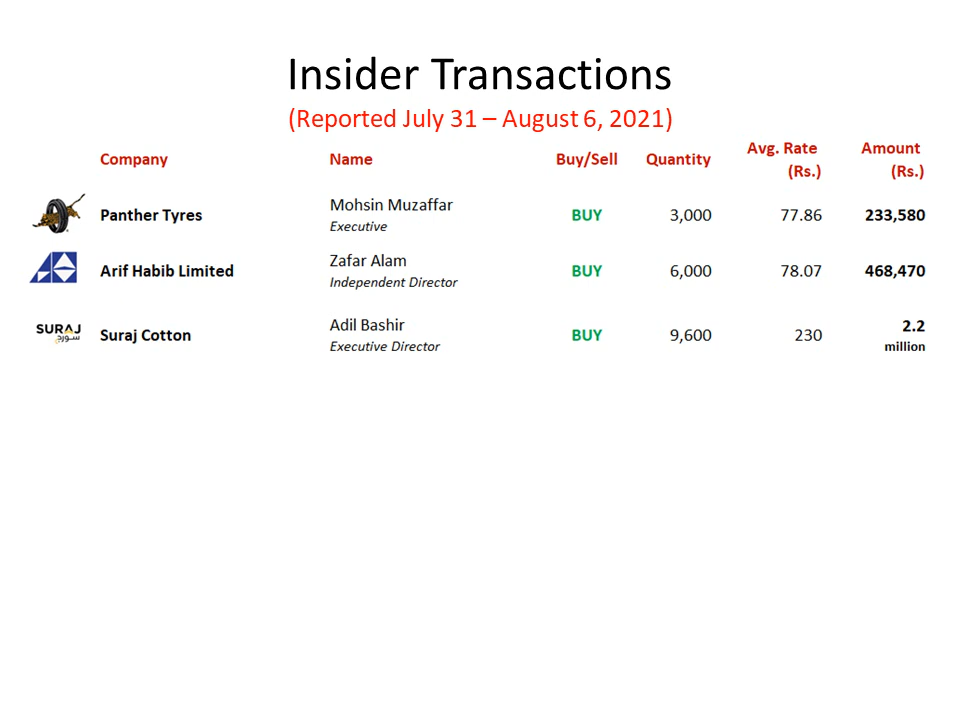 Insider Transactions
(Reported July 31 – August 6, 2021)
Company Name Buy/Sell Quantity Avg. Rate (Rs.) Amount (Rs.)
Panther Tyres Mohsin Muzaffar BUY 3,000 77.86 233,580
Executive
Arif Habib Limited Zafar Alam BUY 6,000 78.07 468,470
Independent Director
SURAJ
سورج
Suraj Cotton Adil Bashir BUY 9,600 230 2.2 million
Executive Director